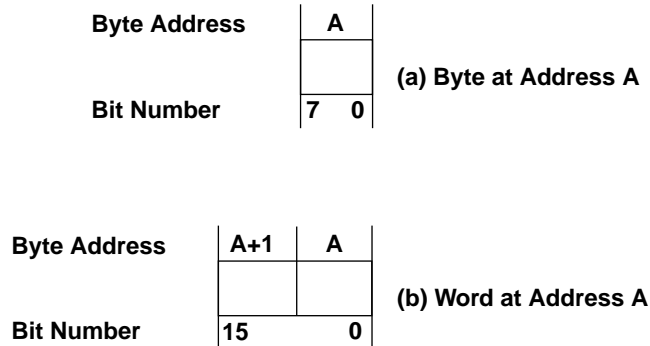 Byte Address A
(a) Byte at Address A
Bit Number 7 0
Byte Address A+1 A
(b) Word at Address A
Bit Number 15 0